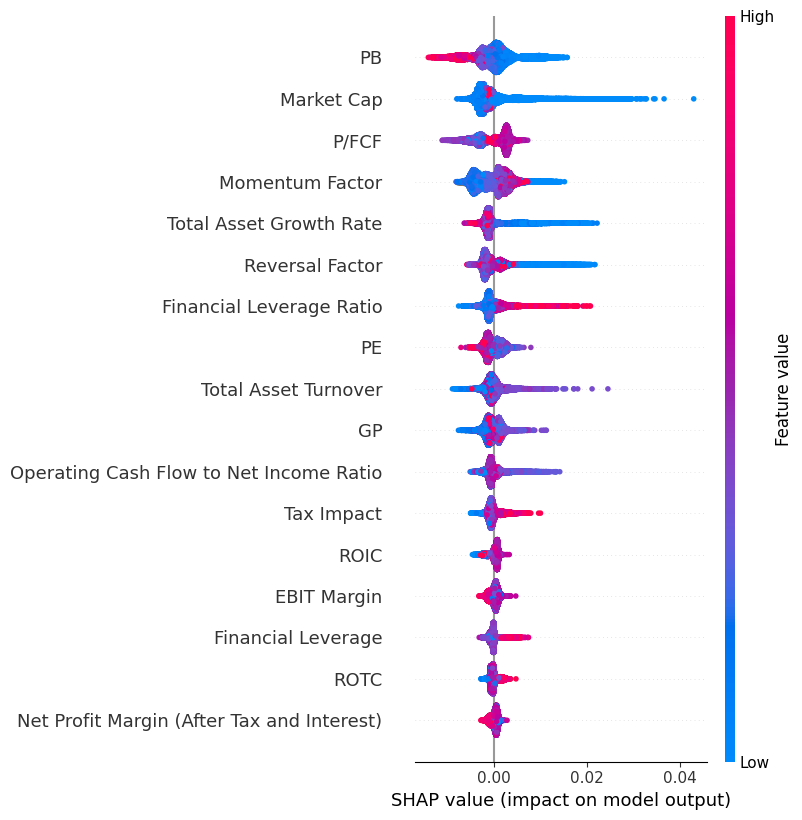 High
PB
Market Cap
P/FCF
Momentum Factor
Total Asset Growth Rate
Reversal Factor
Financial Leverage Ratio
PE
Total Asset Turnover
GP
Operating Cash Flow to Net Income Ratio
Tax Impact
ROIC
EBIT Margin
Financial Leverage
ROTC
Net Profit Margin (After Tax and Interest)
Feature value
Low
0.00 0.02 0.04
SHAP value (impact on model output)